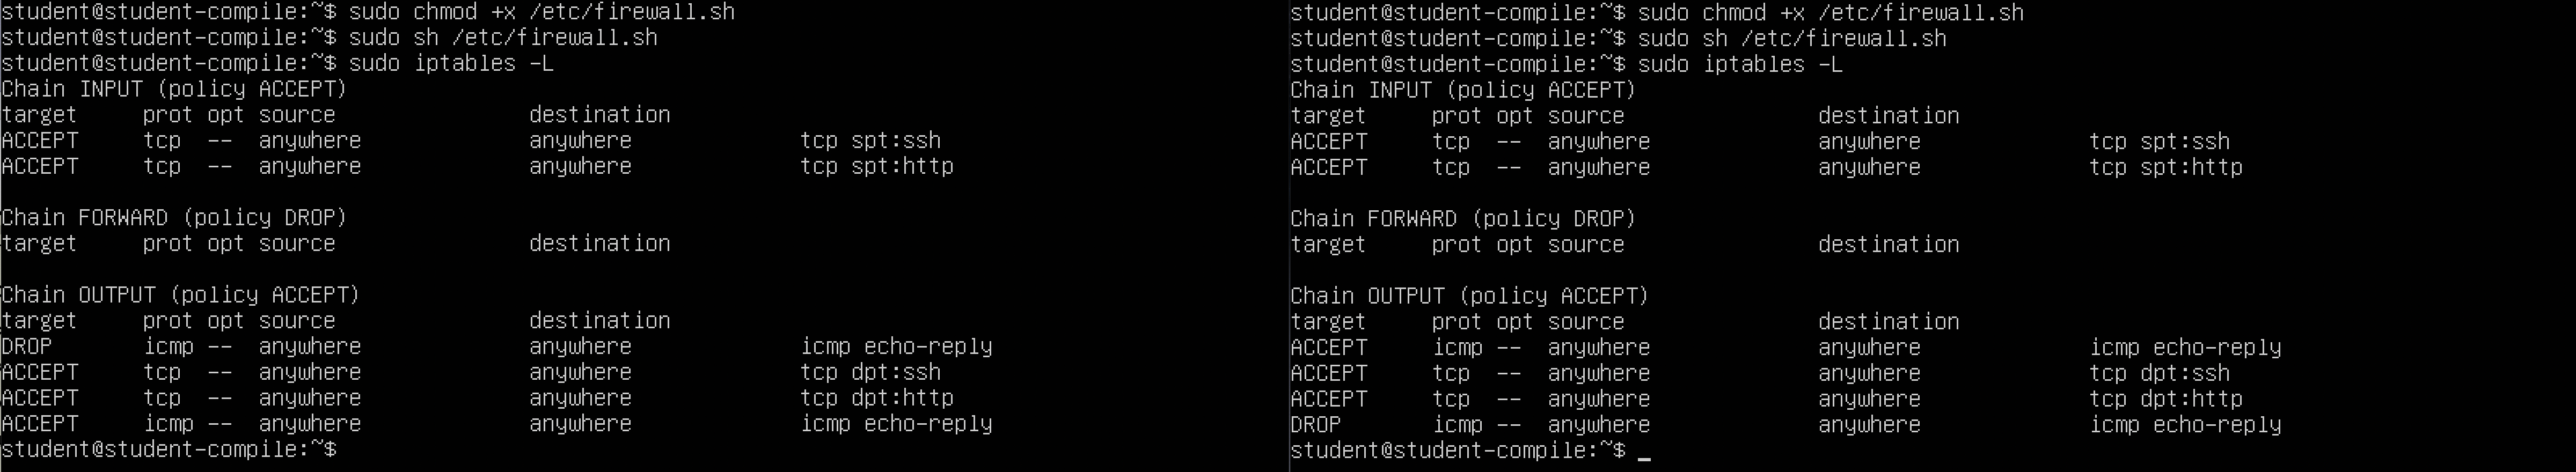 student@student-compile:~$ sudo chmod +x /etc/firewall.sh
student@student-compile:~$ sudo sh /etc/firewall.sh
student@student-compile:~$ sudo iptables -L
Chain INPUT (policy ACCEPT)
target     prot opt source               destination
ACCEPT     tcp  --  anywhere             anywhere             tcp spt:ssh
ACCEPT     tcp  --  anywhere             anywhere             tcp spt:http

Chain FORWARD (policy DROP)
target     prot opt source               destination

Chain OUTPUT (policy ACCEPT)
target     prot opt source               destination
DROP       icmp --  anywhere             anywhere             icmp echo-reply
ACCEPT     tcp  --  anywhere             anywhere             tcp dpt:ssh
ACCEPT     tcp  --  anywhere             anywhere             tcp dpt:http
ACCEPT     icmp --  anywhere             anywhere             icmp echo-reply
student@student-compile:~$
student@student-compile:~$ sudo chmod +x /etc/firewall.sh
student@student-compile:~$ sudo sh /etc/firewall.sh
student@student-compile:~$ sudo iptables -L
Chain INPUT (policy ACCEPT)
target     prot opt source               destination
ACCEPT     tcp  --  anywhere             anywhere             tcp spt:ssh
ACCEPT     tcp  --  anywhere             anywhere             tcp spt:http

Chain FORWARD (policy DROP)
target     prot opt source               destination

Chain OUTPUT (policy ACCEPT)
target     prot opt source               destination
ACCEPT     icmp --  anywhere             anywhere             icmp echo-reply
ACCEPT     tcp  --  anywhere             anywhere             tcp dpt:ssh
ACCEPT     tcp  --  anywhere             anywhere             tcp dpt:http
DROP       icmp --  anywhere             anywhere             icmp echo-reply
student@student-compile:~$ _